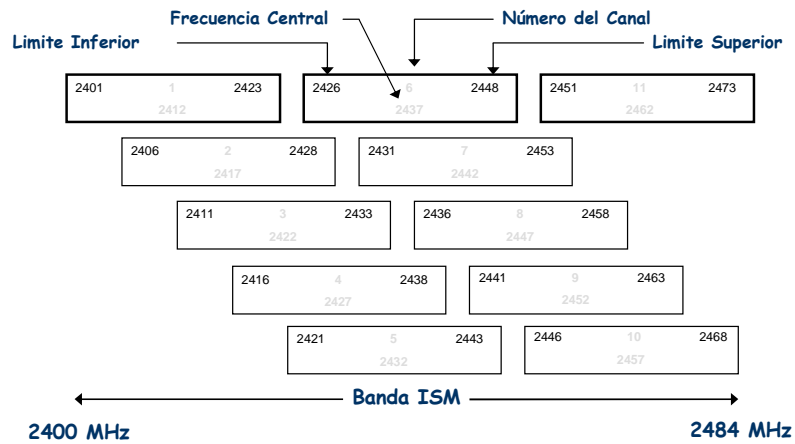 Frecuencia Central
Número del Canal
Limite Inferior
Limite Superior
2401 1 2423
2412
2426 6 2448
2437
2451 11 2473
2462
2406 2 2428
2417
2431 7 2453
2442
2411 3 2433
2422
2436 8 2458
2447
2416 4 2438
2427
2441 9 2463
2452
2421 5 2443
2432
2446 10 2468
2457
Banda ISM
2400 MHz
2484 MHz